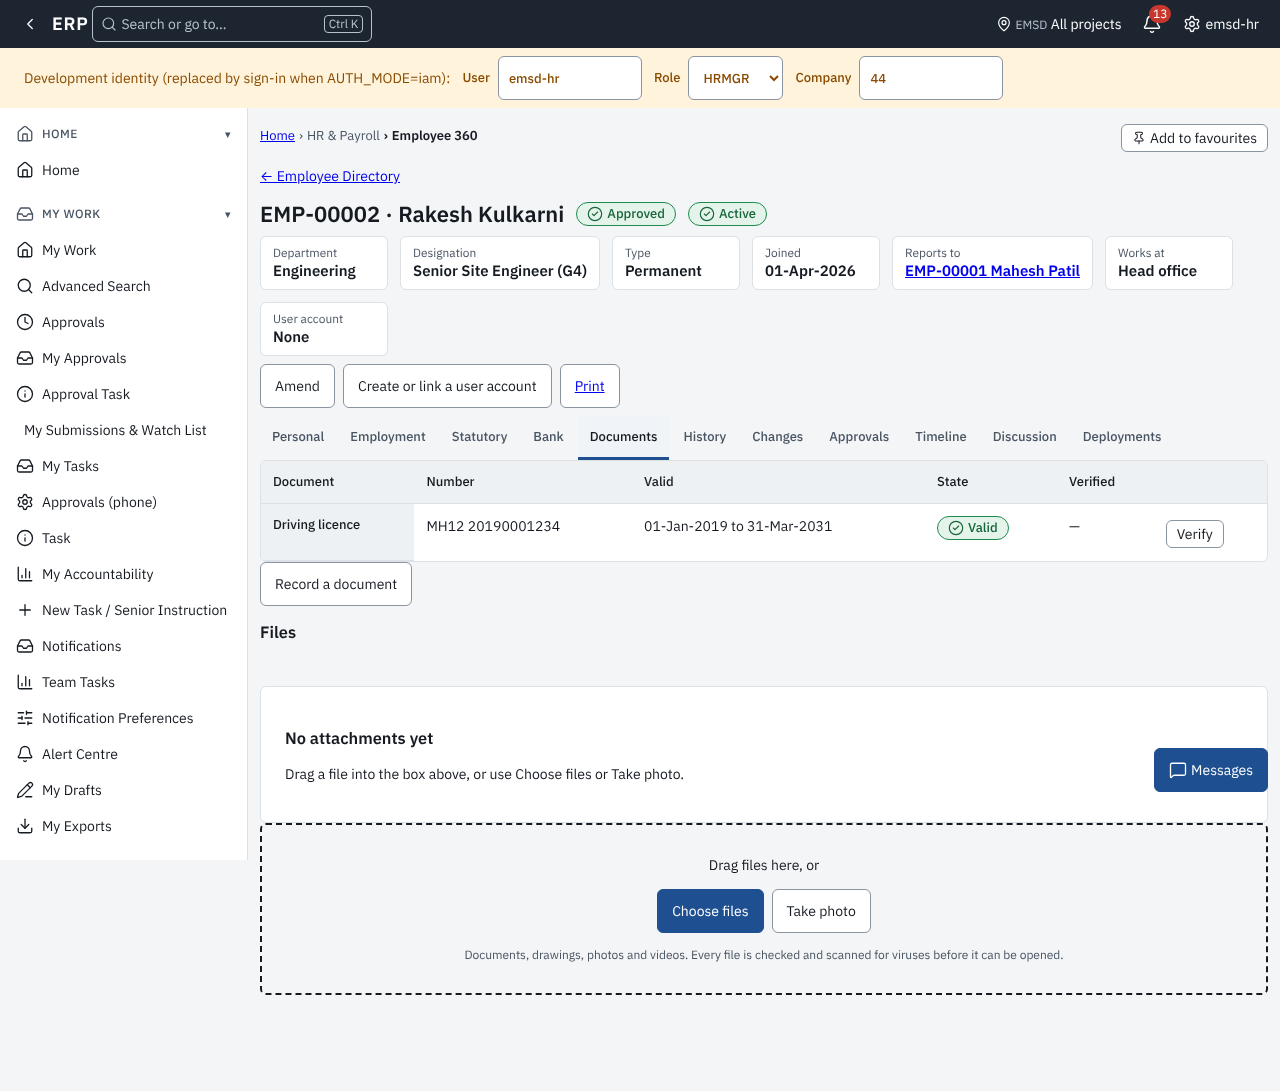 ERP
Search or go to...
Ctrl K
EMSD All projects
13
emsd-hr
Development identity (replaced by sign-in when AUTH_MODE=iam):
User
emsd-hr
Role
HRMGR
Company
44
HOME
Home
MY WORK
My Work
Advanced Search
Approvals
My Approvals
Approval Task
My Submissions & Watch List
My Tasks
Approvals (phone)
Task
My Accountability
New Task / Senior Instruction
Notifications
Team Tasks
Notification Preferences
Alert Centre
My Drafts
My Exports
Home › HR & Payroll › Employee 360
Add to favourites
← Employee Directory
EMP-00002 · Rakesh Kulkarni
Approved
Active
Department
Engineering
Designation
Senior Site Engineer (G4)
Type
Permanent
Joined
01-Apr-2026
Reports to
EMP-00001 Mahesh Patil
Works at
Head office
User account
None
Amend
Create or link a user account
Print
Personal
Employment
Statutory
Bank
Documents
History
Changes
Approvals
Timeline
Discussion
Deployments
Document
Number
Valid
State
Verified
Driving licence
MH12 20190001234
01-Jan-2019 to 31-Mar-2031
Valid
—
Verify
Record a document
Files
No attachments yet
Drag a file into the box above, or use Choose files or Take photo.
Messages
Drag files here, or
Choose files
Take photo
Documents, drawings, photos and videos. Every file is checked and scanned for viruses before it can be opened.